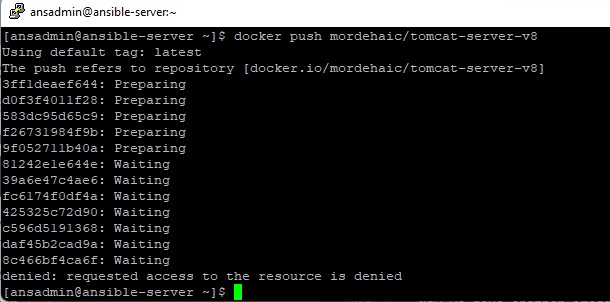 ansadmin@ansible-server:~
[ansadmin@ansible-server ~]$ docker push mordehaic/tomcat-server-v8
Using default tag: latest
The push refers to repository [docker.io/mordehaic/tomcat-server-v8]
3ff1deaef644: Preparing
d0f3f4011f28: Preparing
583dc95d65c9: Preparing
f26731984f9b: Preparing
9f052711b40a: Preparing
81242e1e644e: Waiting
39a6e47c4ae6: Waiting
fc6174f0df4a: Waiting
425325c72d90: Waiting
c596d5191368: Waiting
daf45b2cad9a: Waiting
8c466bf4ca6f: Waiting
denied: requested access to the resource is denied
[ansadmin@ansible-server ~]$